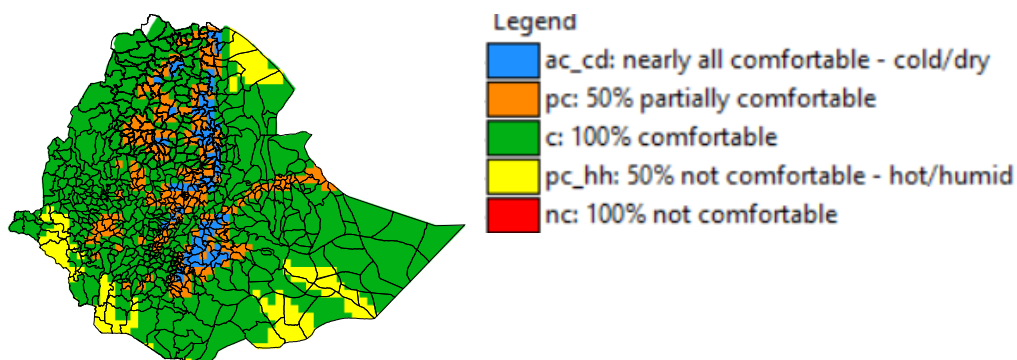 Legend
ac_cd: nearly all comfortable - cold/dry
pc: 50% partially comfortable
c: 100% comfortable
pc_hh: 50% not comfortable - hot/humid
nc: 100% not comfortable